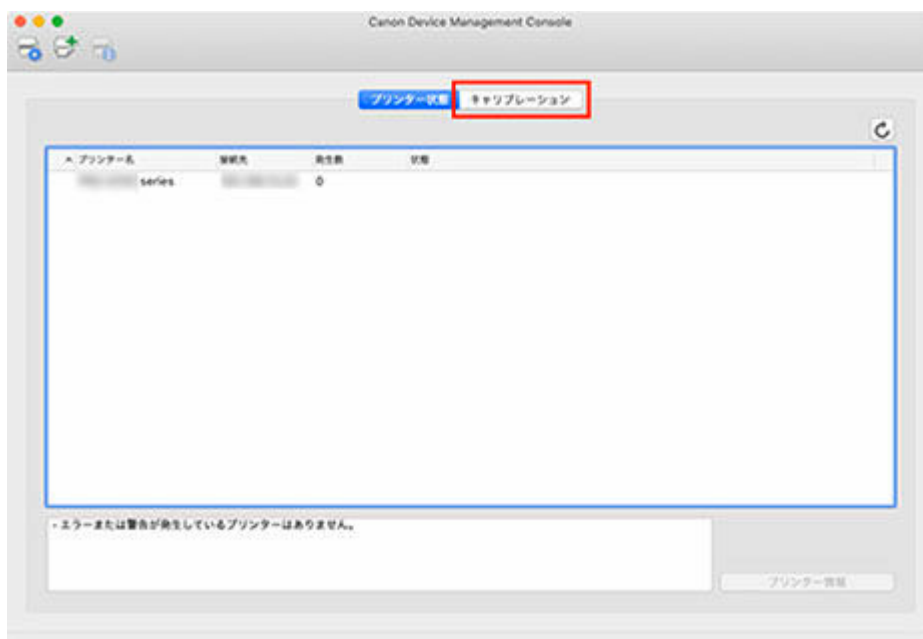 Canon Device Management Console
プリンター状態 キャリブレーション
プリンター名 接続先 発生数 状態
series 0
・エラーまたは警告が発生しているプリンターはありません。
プリンター情報